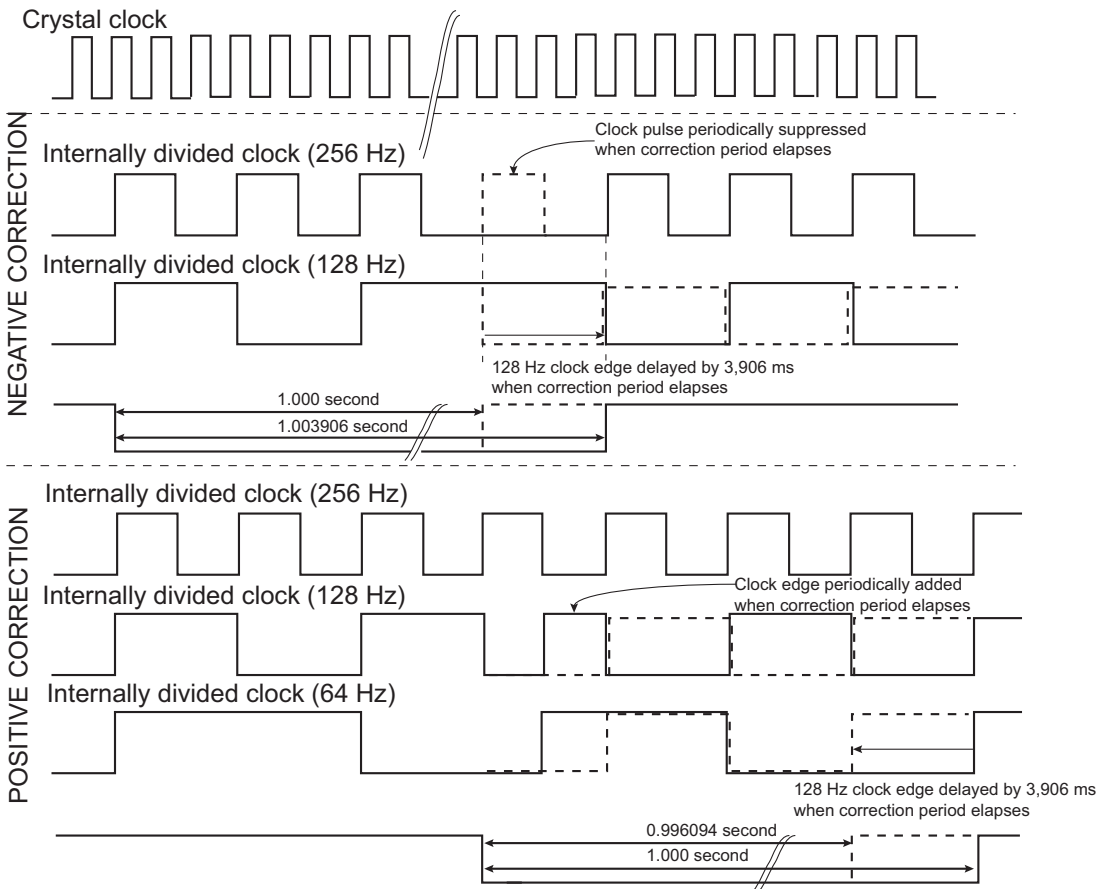 Crystal clock
NEGATIVE CORRECTION
Clock pulse periodically suppressed
when correction period elapses
Internally divided clock (256 Hz)
Internally divided clock (128 Hz)
128 Hz clock edge delayed by 3,906 ms
when correction period elapses
1.000 second
1.003906 second
POSITIVE CORRECTION
Internally divided clock (256 Hz)
Clock edge periodically added
when correction period elapses
Internally divided clock (128 Hz)
Internally divided clock (64 Hz)
128 Hz clock edge delayed by 3,906 ms
when correction period elapses
0.996094 second
1.000 second